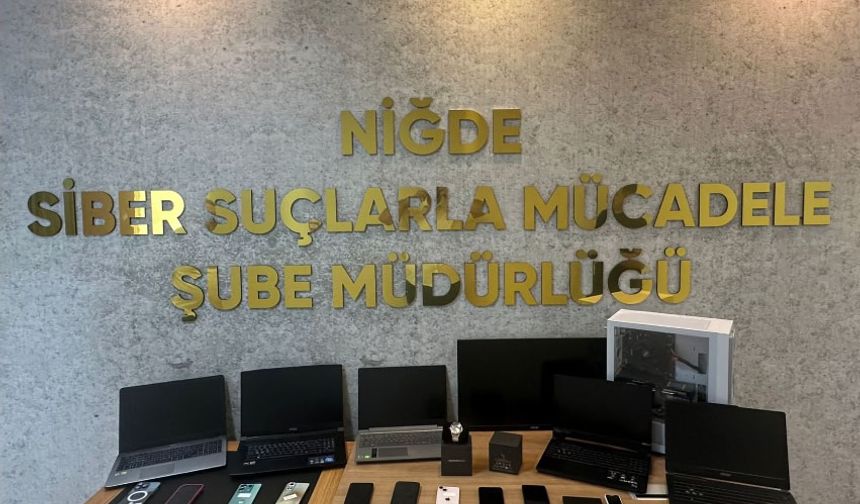 NİĞDE
SİBER SUÇLARLA MÜCADELE
ŞUBE MÜDÜRLÜĞÜ